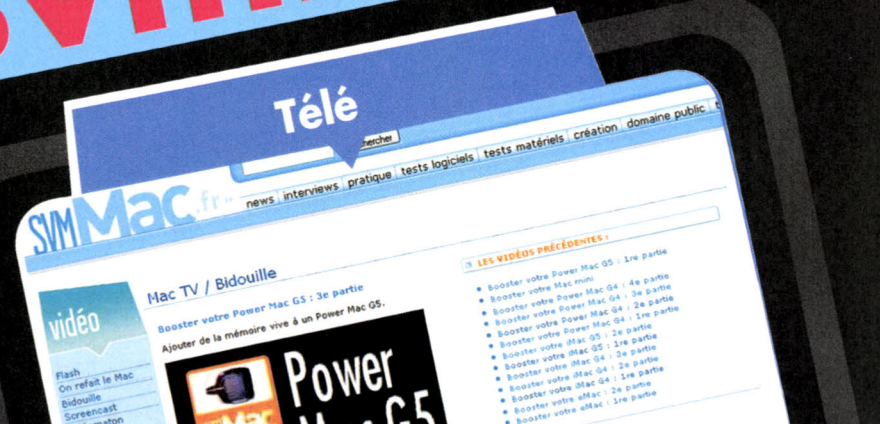 Télé
hercher
news interviews pratique tests logiciels tests matériels création domaine public
SVMMac.fr
Mac TV / Bidouille
Booster votre Power Mac G5 : 3e partie
Ajouter de la mémoire vive à un Power Mac G5.
vidéo
Flash
On refait le Mac
Bidouille
Screencast
Power
Mac G5
LES VIDÉOS PRÉCÉDENTES :
Booster votre Power Mac G5 : 1re partie
Booster votre Mac mini
Booster votre Power Mac G4 : 4e partie
Booster votre Power Mac G4 : 3e partie
Booster votre Power Mac G4 : 2e partie
Booster votre Power Mac G4 : 1re partie
Booster votre iMac G5 : 2e partie
Booster votre iMac G5 : 1re partie
Booster votre iMac G4 : 3e partie
Booster votre iMac G4 : 2e partie
Booster votre iMac G4 : 1re partie
Booster votre eMac : 2e partie
Booster votre eMac : 1re partie